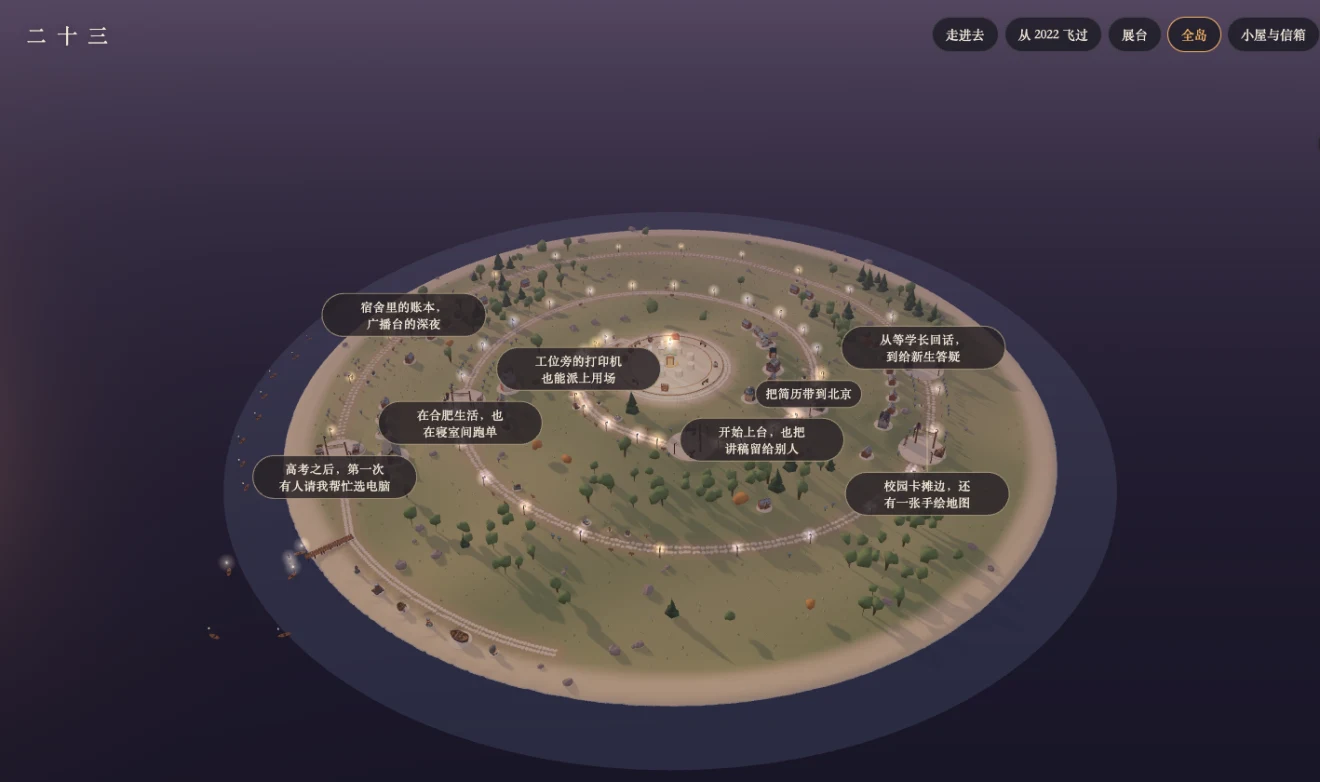 二十三
走进去
从 2022 飞过
展台
全岛
小屋与信箱
宿舍里的账本，
广播台的深夜
从等学长回话，
到给新生答疑
工位旁的打印机
也能派上用场
把简历带到北京
在合肥生活，也
在寝室间跑单
开始上台，也把
讲稿留给别人
高考之后，第一次
有人请我帮忙选电脑
校园卡摊边，还
有一张手绘地图